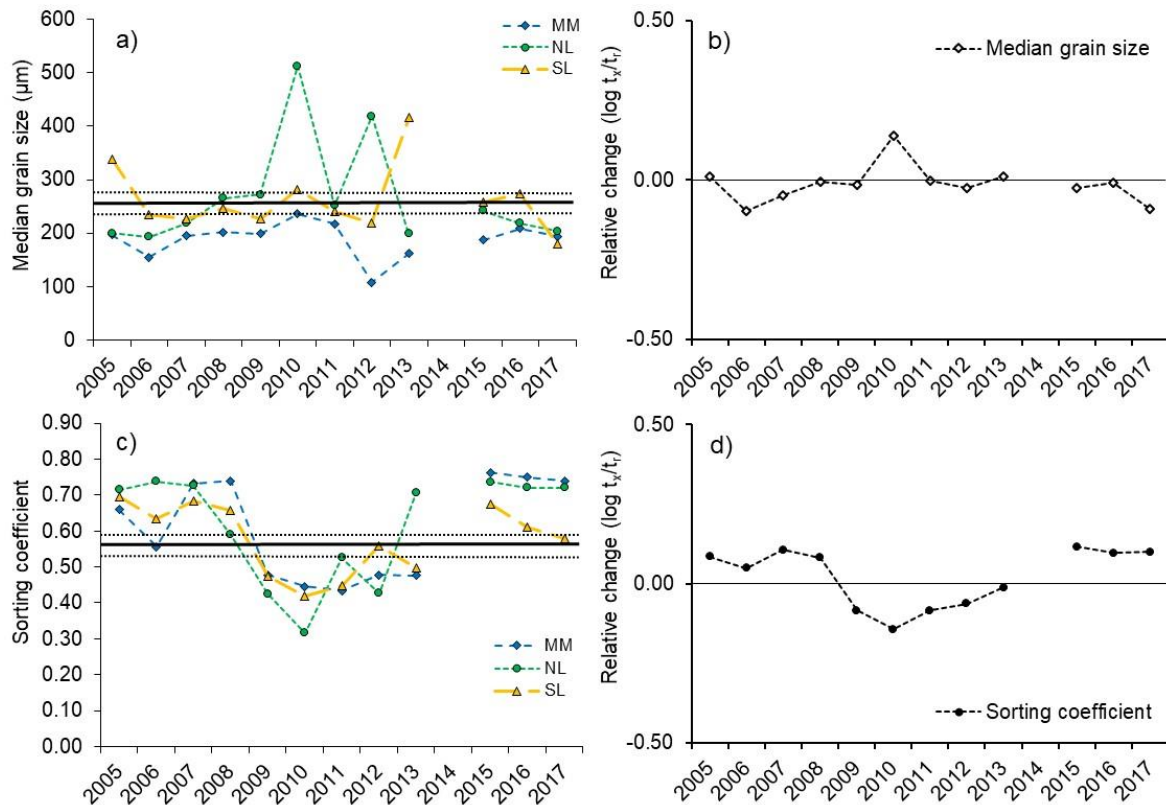 a)
MM
NL
SL
Median grain size (µm)
600
500
400
300
200
100
0
2005 2006 2007 2008 2009 2010 2011 2012 2013 2014 2015 2016 2017
b)
Median grain size
Relative change (log tx/tr)
0.50
0.00
-0.50
2005 2006 2007 2008 2009 2010 2011 2012 2013 2014 2015 2016 2017
c)
Sorting coefficient
0.90
0.80
0.70
0.60
0.50
0.40
0.30
0.20
0.10
0.00
MM
NL
SL
2005 2006 2007 2008 2009 2010 2011 2012 2013 2014 2015 2016 2017
d)
Relative change (log tx/tr)
0.50
0.00
-0.50
Sorting coefficient
2005 2006 2007 2008 2009 2010 2011 2012 2013 2014 2015 2016 2017